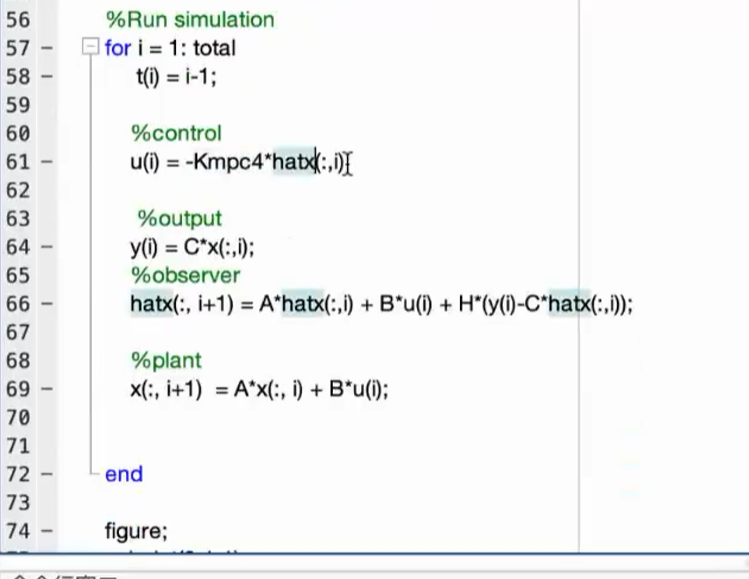 56 %Run simulation
57 – for i = 1: total
58 – t(i) = i-1;
59
60 %control
61 – u(i) = -Kmpc4*hatx(:,i)
62
63 %output
64 – y(i) = C*x(:,i);
65 %observer
66 – hatx(:, i+1) = A*hatx(:,i) + B*u(i) + H*(y(i)-C*hatx(:,i));
67
68 %plant
69 – x(:, i+1) = A*x(:, i) + B*u(i);
70
71
72 – end
73
74 – figure;